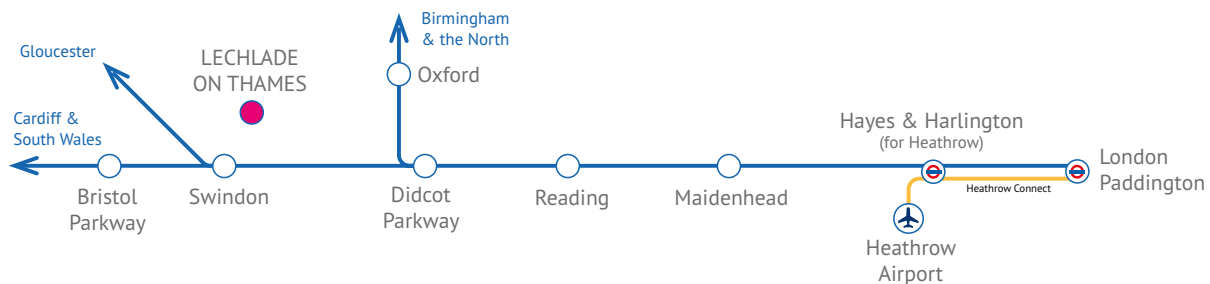 Birmingham
& the North
Gloucester
LECHLADE
ON THAMES
Oxford
Cardiff &
South Wales
Hayes & Harlington
(for Heathrow)
London
Paddington
Heathrow Connect
Bristol
Parkway
Swindon
Didcot
Parkway
Reading
Maidenhead
Heathrow
Airport